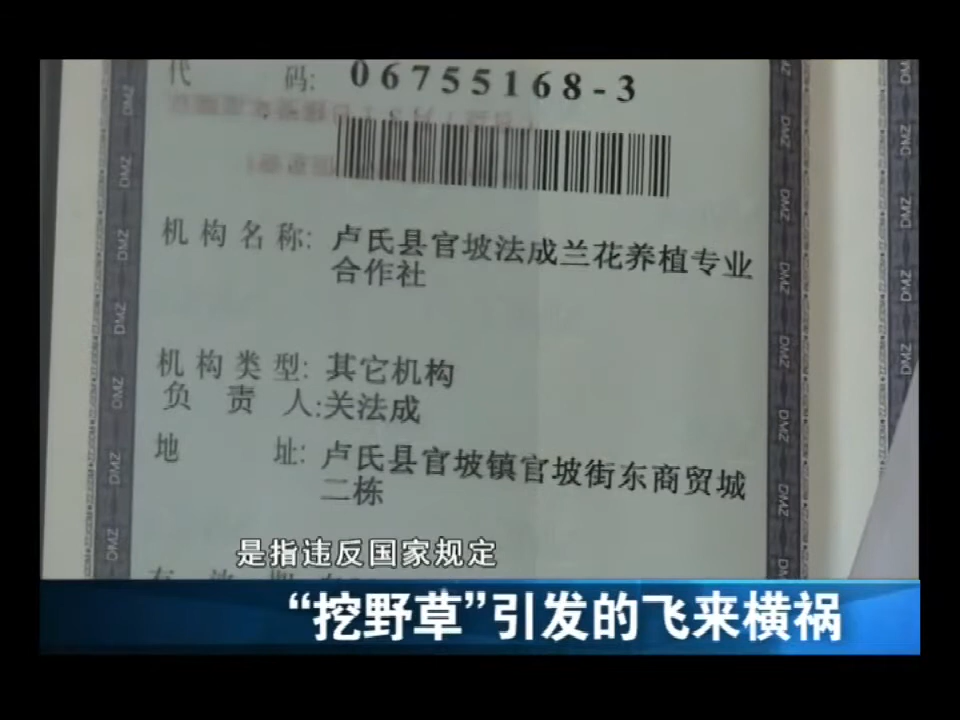 代 码: 06755168-3
机构名称: 卢氏县官坡法成兰花养植专业
合作社
机构类型: 其它机构
负责人:关法成
地址: 卢氏县官坡镇官坡街东商贸城
二栋
是指违反国家规定
“挖野草”引发的飞来横祸
DMZ